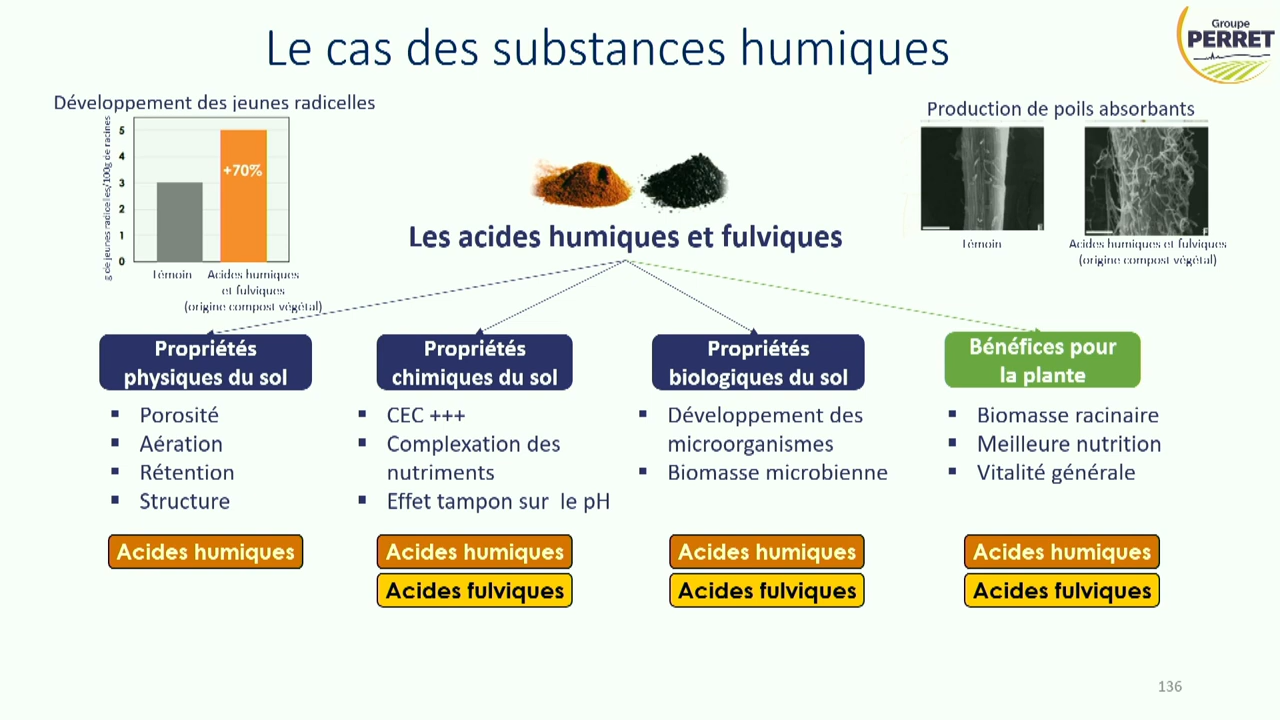 Le cas des substances humiques
Groupe
PERRET
Développement des jeunes radicelles
g de jeunes radicelles/100g de racines
5
4
3
2
1
0
+70%
Témoin
Acides humiques
et fulviques
(origine compost végétal)
Les acides humiques et fulviques
Production de poils absorbants
Témoin
Acides humiques et fulviques
(origine compost végétal)
Propriétés
physiques du sol
Porosité
Aération
Rétention
Structure
Acides humiques
Propriétés
chimiques du sol
CEC +++
Complexation des
nutriments
Effet tampon sur le pH
Acides humiques
Acides fulviques
Propriétés
biologiques du sol
Développement des
microorganismes
Biomasse microbienne
Acides humiques
Acides fulviques
Bénéfices pour
la plante
Biomasse racinaire
Meilleure nutrition
Vitalité générale
Acides humiques
Acides fulviques
136